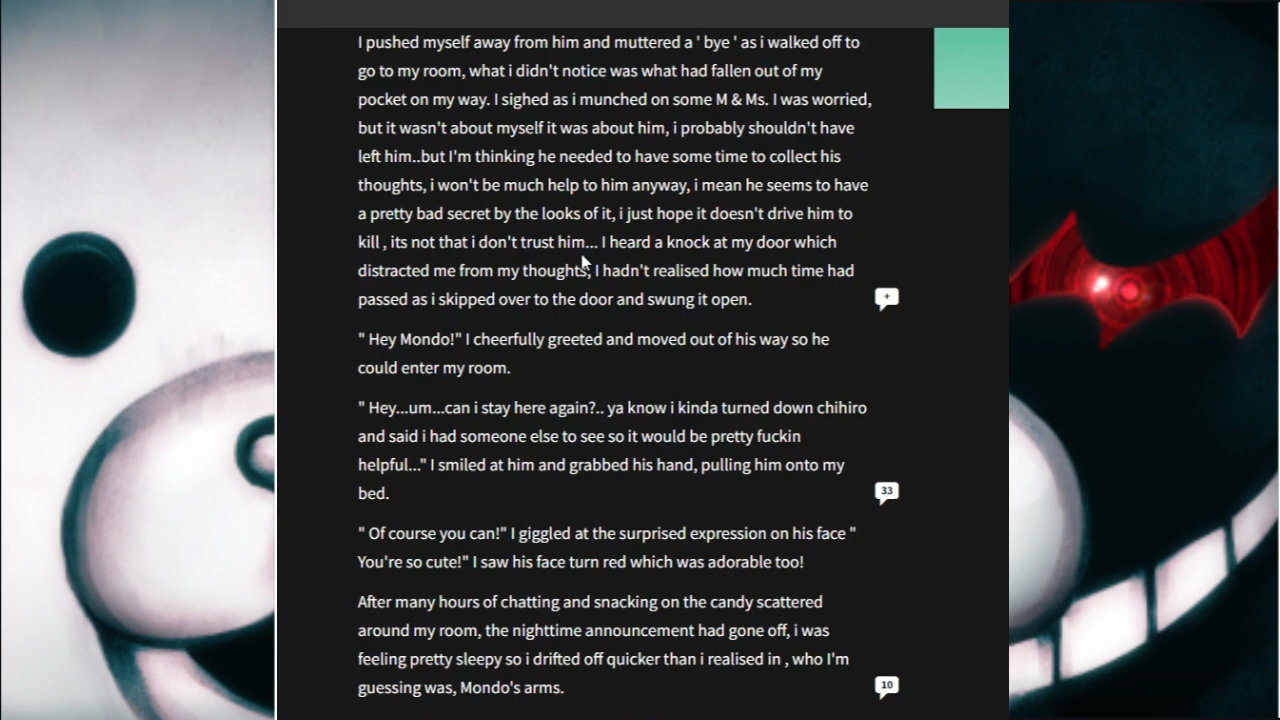 I pushed myself away from him and muttered a ' bye ' as i walked off to
go to my room, what i didn't notice was what had fallen out of my
pocket on my way. I sighed as i munched on some M & Ms. I was worried,
but it wasn't about myself it was about him, i probably shouldn't have
left him..but I'm thinking he needed to have some time to collect his
thoughts, i won't be much help to him anyway, i mean he seems to have
a pretty bad secret by the looks of it, i just hope it doesn't drive him to
kill , its not that i don't trust him... I heard a knock at my door which
distracted me from my thoughts, I hadn't realised how much time had
passed as i skipped over to the door and swung it open.
+
" Hey Mondo!" I cheerfully greeted and moved out of his way so he
could enter my room.
" Hey...um...can i stay here again?.. ya know i kinda turned down chihiro
and said i had someone else to see so it would be pretty fuckin
helpful..." I smiled at him and grabbed his hand, pulling him onto my
bed.
33
" Of course you can!" I giggled at the surprised expression on his face "
You're so cute!" I saw his face turn red which was adorable too!
After many hours of chatting and snacking on the candy scattered
around my room, the nighttime announcement had gone off, i was
feeling pretty sleepy so i drifted off quicker than i realised in , who I'm
guessing was, Mondo's arms.
10